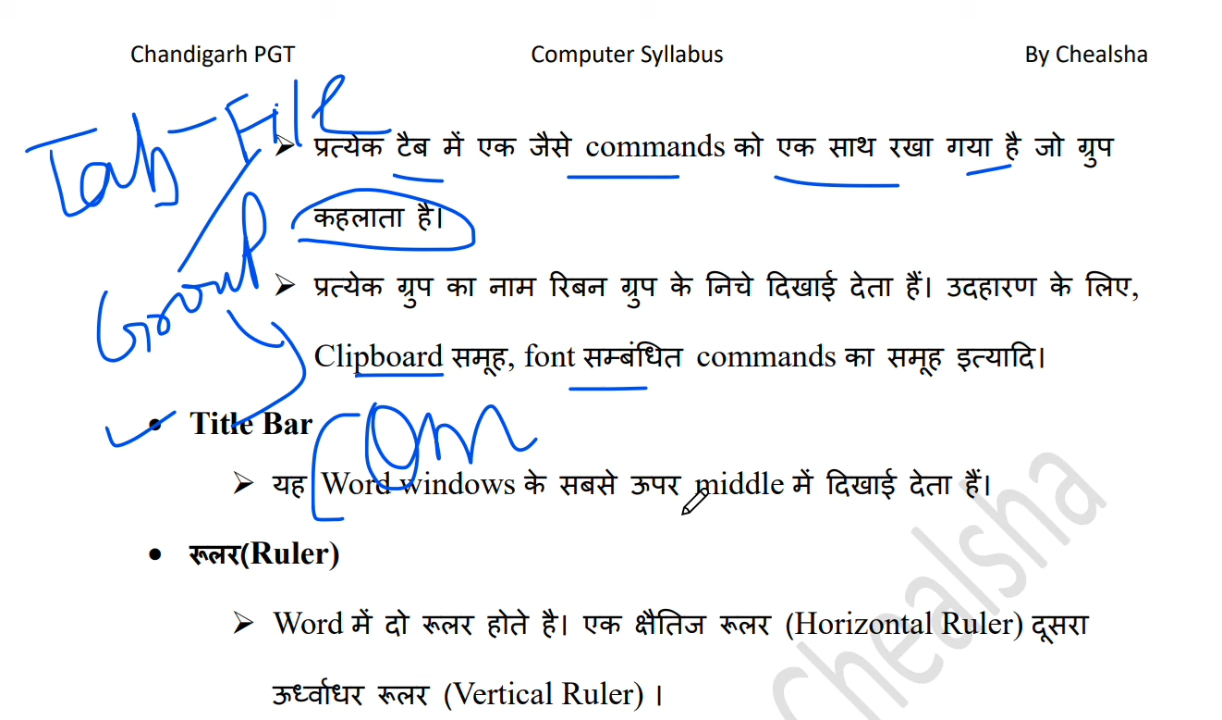 Chandigarh PGT Computer Syllabus By Chealsha
Tab - File
➢ प्रत्येक टैब में एक जैसे commands को एक साथ रखा गया है जो ग्रुप
कहलाता है।
Group
➢ प्रत्येक ग्रुप का नाम रिबन ग्रुप के निचे दिखाई देता हैं। उदहारण के लिए,
Clipboard समूह, font सम्बंधित commands का समूह इत्यादि।
• Title Bar
Com
➢ यह Word windows के सबसे ऊपर middle में दिखाई देता हैं।
• रूलर(Ruler)
➢ Word में दो रूलर होते है। एक क्षैतिज रूलर (Horizontal Ruler) दूसरा
ऊर्ध्वाधर रूलर (Vertical Ruler) ।
Chealsha